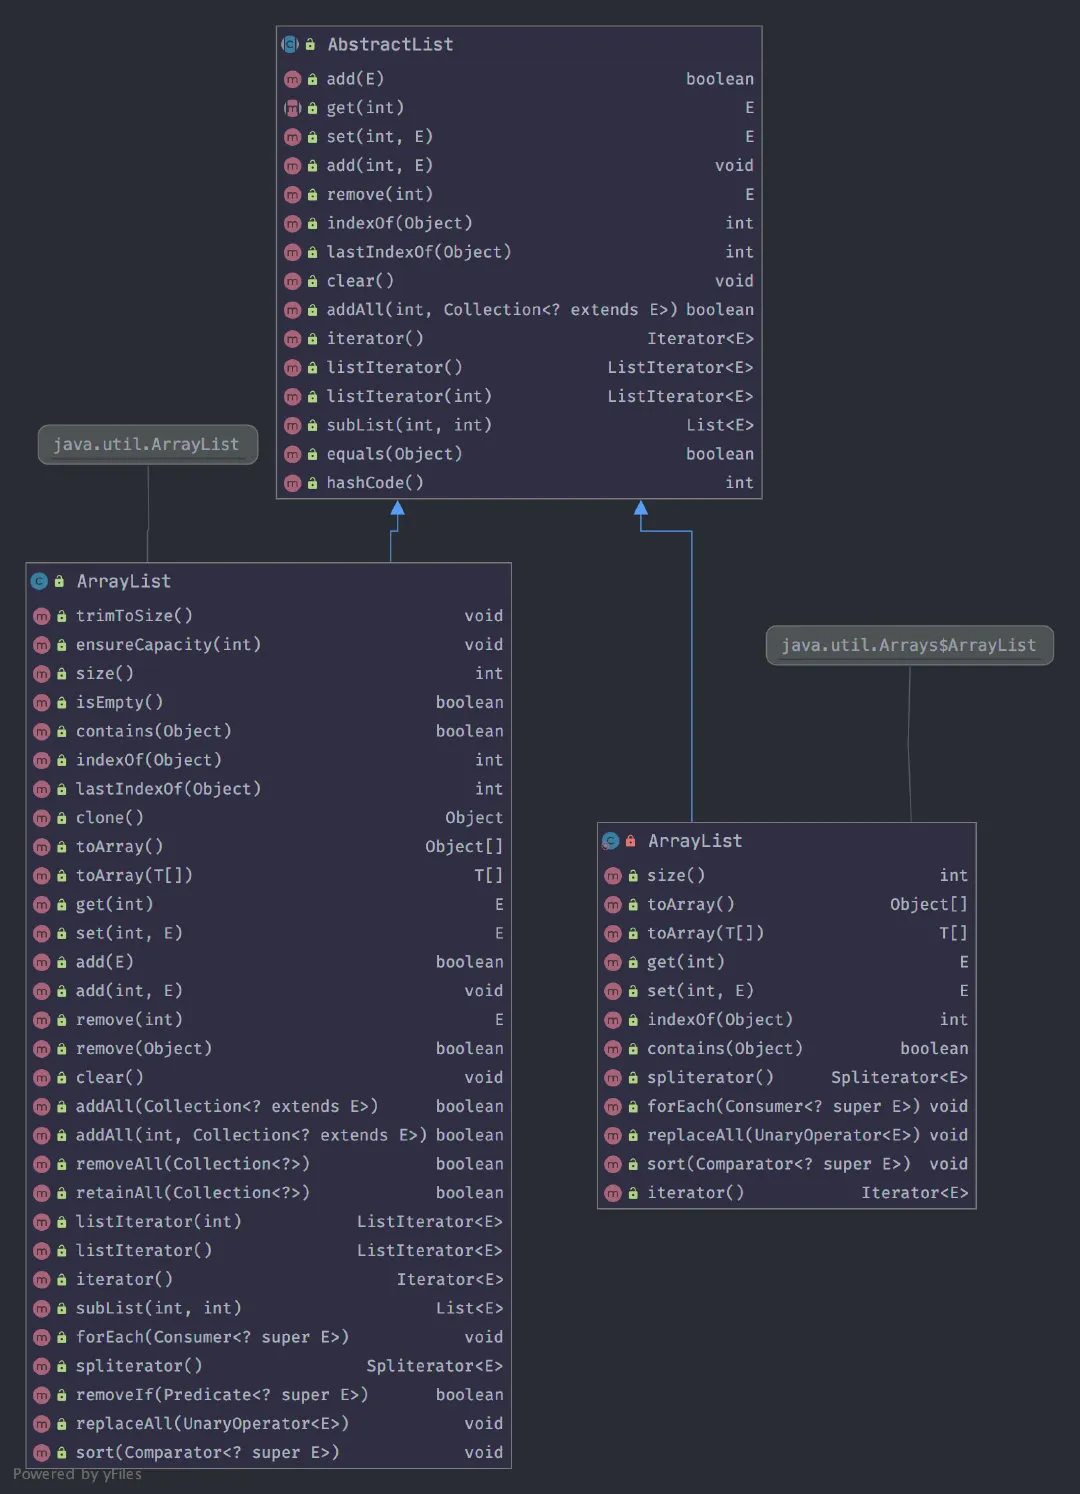 AbstractList
add(E) boolean
get(int) E
set(int, E) E
add(int, E) void
remove(int) E
indexOf(Object) int
lastIndexOf(Object) int
clear() void
addAll(int, Collection<? extends E>) boolean
iterator() Iterator<E>
listIterator() ListIterator<E>
listIterator(int) ListIterator<E>
subList(int, int) List<E>
equals(Object) boolean
hashCode() int
java.util.ArrayList
ArrayList
trimToSize() void
ensureCapacity(int) void
size() int
isEmpty() boolean
contains(Object) boolean
indexOf(Object) int
lastIndexOf(Object) int
clone() Object
toArray() Object[]
toArray(T[]) T[]
get(int) E
set(int, E) E
add(E) boolean
add(int, E) void
remove(int) E
remove(Object) boolean
clear() void
addAll(Collection<? extends E>) boolean
addAll(int, Collection<? extends E>) boolean
removeAll(Collection<?>) boolean
retainAll(Collection<?>) boolean
listIterator(int) ListIterator<E>
listIterator() ListIterator<E>
iterator() Iterator<E>
subList(int, int) List<E>
forEach(Consumer<? super E>) void
spliterator() Spliterator<E>
removeIf(Predicate<? super E>) boolean
replaceAll(UnaryOperator<E>) void
sort(Comparator<? super E>) void
java.util.Arrays$ArrayList
ArrayList
size() int
toArray() Object[]
toArray(T[]) T[]
get(int) E
set(int, E) E
indexOf(Object) int
contains(Object) boolean
spliterator() Spliterator<E>
forEach(Consumer<? super E>) void
replaceAll(UnaryOperator<E>) void
sort(Comparator<? super E>) void
iterator() Iterator<E>
Powered by yFiles